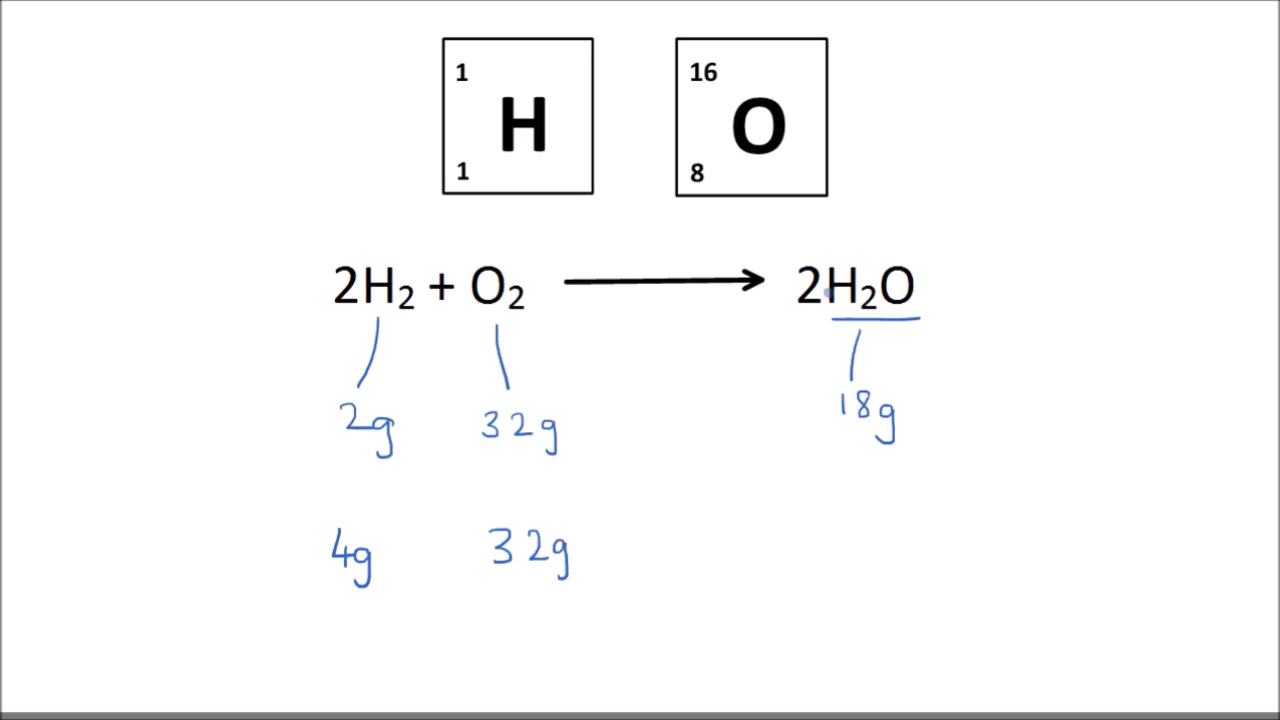 1 16
H O
1 8
2H₂ + O₂ ⟶ 2H₂O
2g 32g 18g
4g 32g